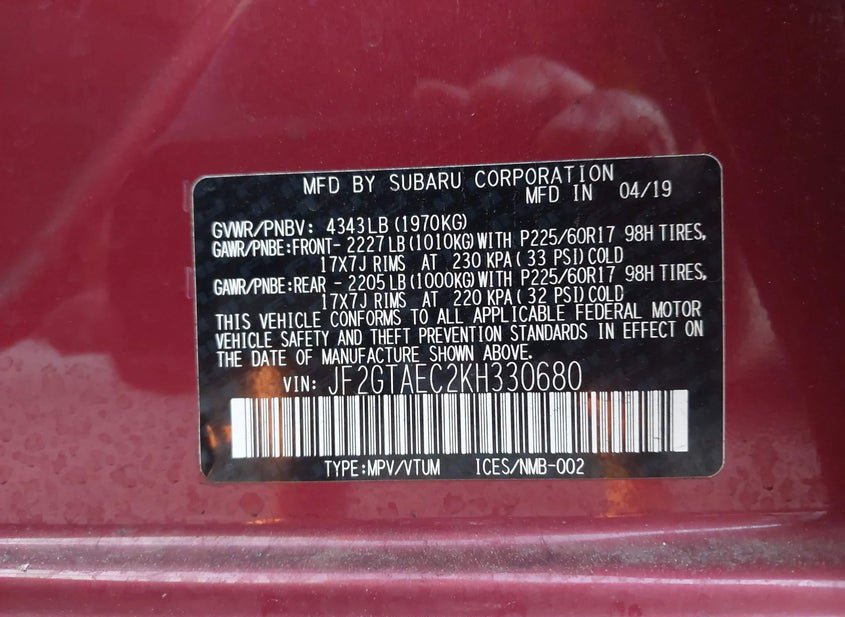 MFD BY SUBARU CORPORATION
MFD IN 04/19
GVWR/PNBV: 4343LB (1970KG)
GAWR/PNBE:FRONT- 2227LB (1010KG)WITH P225/60R17 98H TIRES,
17X7J RIMS AT 230 KPA( 33 PSI)COLD
GAWR/PNBE:REAR - 2205LB (1000KG)WITH P225/60R17 98H TIRES,
17X7J RIMS AT 220 KPA( 32 PSI)COLD
THIS VEHICLE CONFORMS TO ALL APPLICABLE FEDERAL MOTOR
VEHICLE SAFETY AND THEFT PREVENTION STANDARDS IN EFFECT ON
THE DATE OF MANUFACTURE SHOWN ABOVE.
VIN: JF2GTAEC2KH330680
TYPE:MPV/VTUM ICES/NMB-002